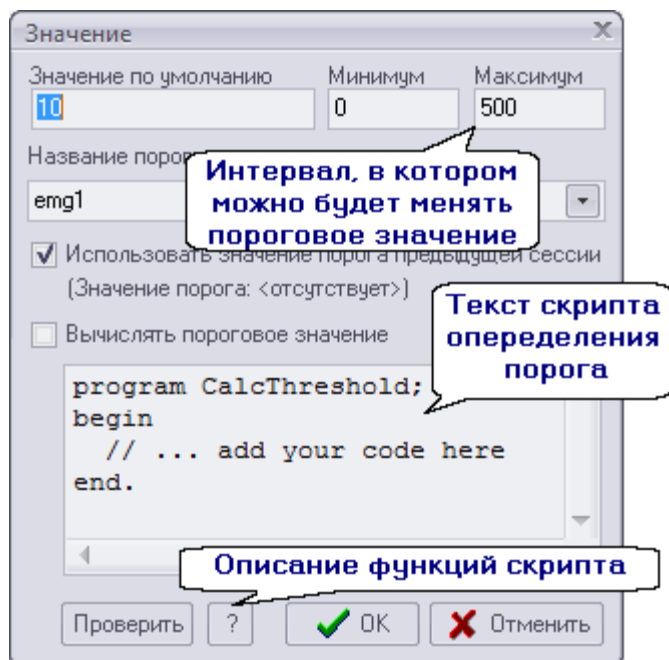 Значение
Значение по умолчанию Минимум Максимум
10 0 500
Название
Интервал, в котором
можно будет менять
пороговое значение
emg1
Использовать значение порога предыдущей сессии
(Значение порога: <отсутствует>)
Текст скрипта
опеределения
порога
Вычислять пороговое значение
program CalcThreshold;
begin
// ... add your code here
end.
Описание функций скрипта
Проверить ? OK Отменить